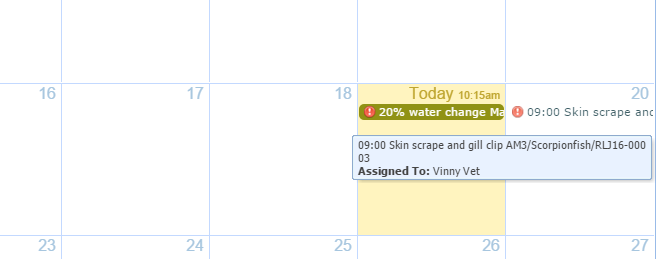 16
17
18
Today 10:15am
20
20% water change Ma
09:00 Skin scrape and
09:00 Skin scrape and gill clip AM3/Scorpionfish/RLJ16-000
03
Assigned To: Vinny Vet
23
24
25
26
27